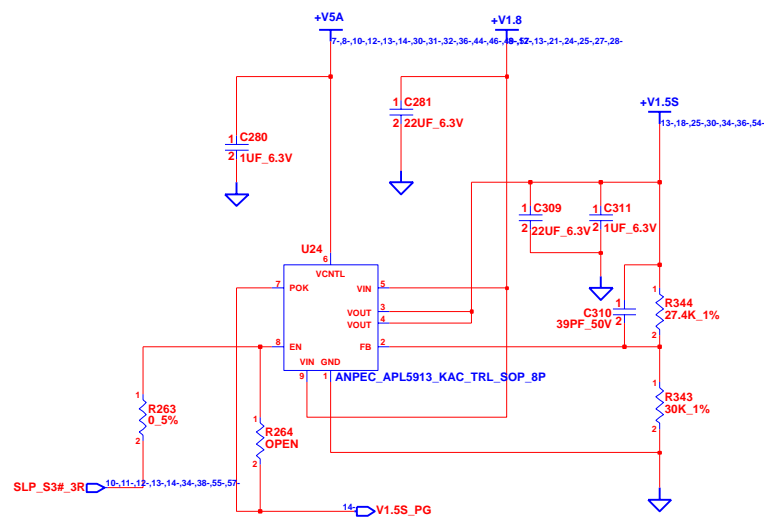 +V5A
+V1.8
7-,8-,10-,12-,13-,14-,30-,31-,32-,36-,44-,46-,48-,57-
12-,13-,21-,24-,25-,27-,28-
+V1.5S
13-,18-,25-,30-,34-,36-,54-
1 C281
2 22UF_6.3V
1 C280
2 1UF_6.3V
1 C309
2 22UF_6.3V
1 C311
2 1UF_6.3V
U24
6
VCNTL
7 POK
VIN 5
VOUT 3
VOUT 4
8 EN
FB 2
VIN GND
9 1
ANPEC_APL5913_KAC_TRL_SOP_8P
1
C310
39PF_50V
2
1
R344
27.4K_1%
2
1
R343
30K_1%
2
1
R263
0_5%
2
1
R264
OPEN
2
SLP_S3#_3R
10-,11-,12-,13-,14-,34-,38-,55-,57-
14- V1.5S_PG